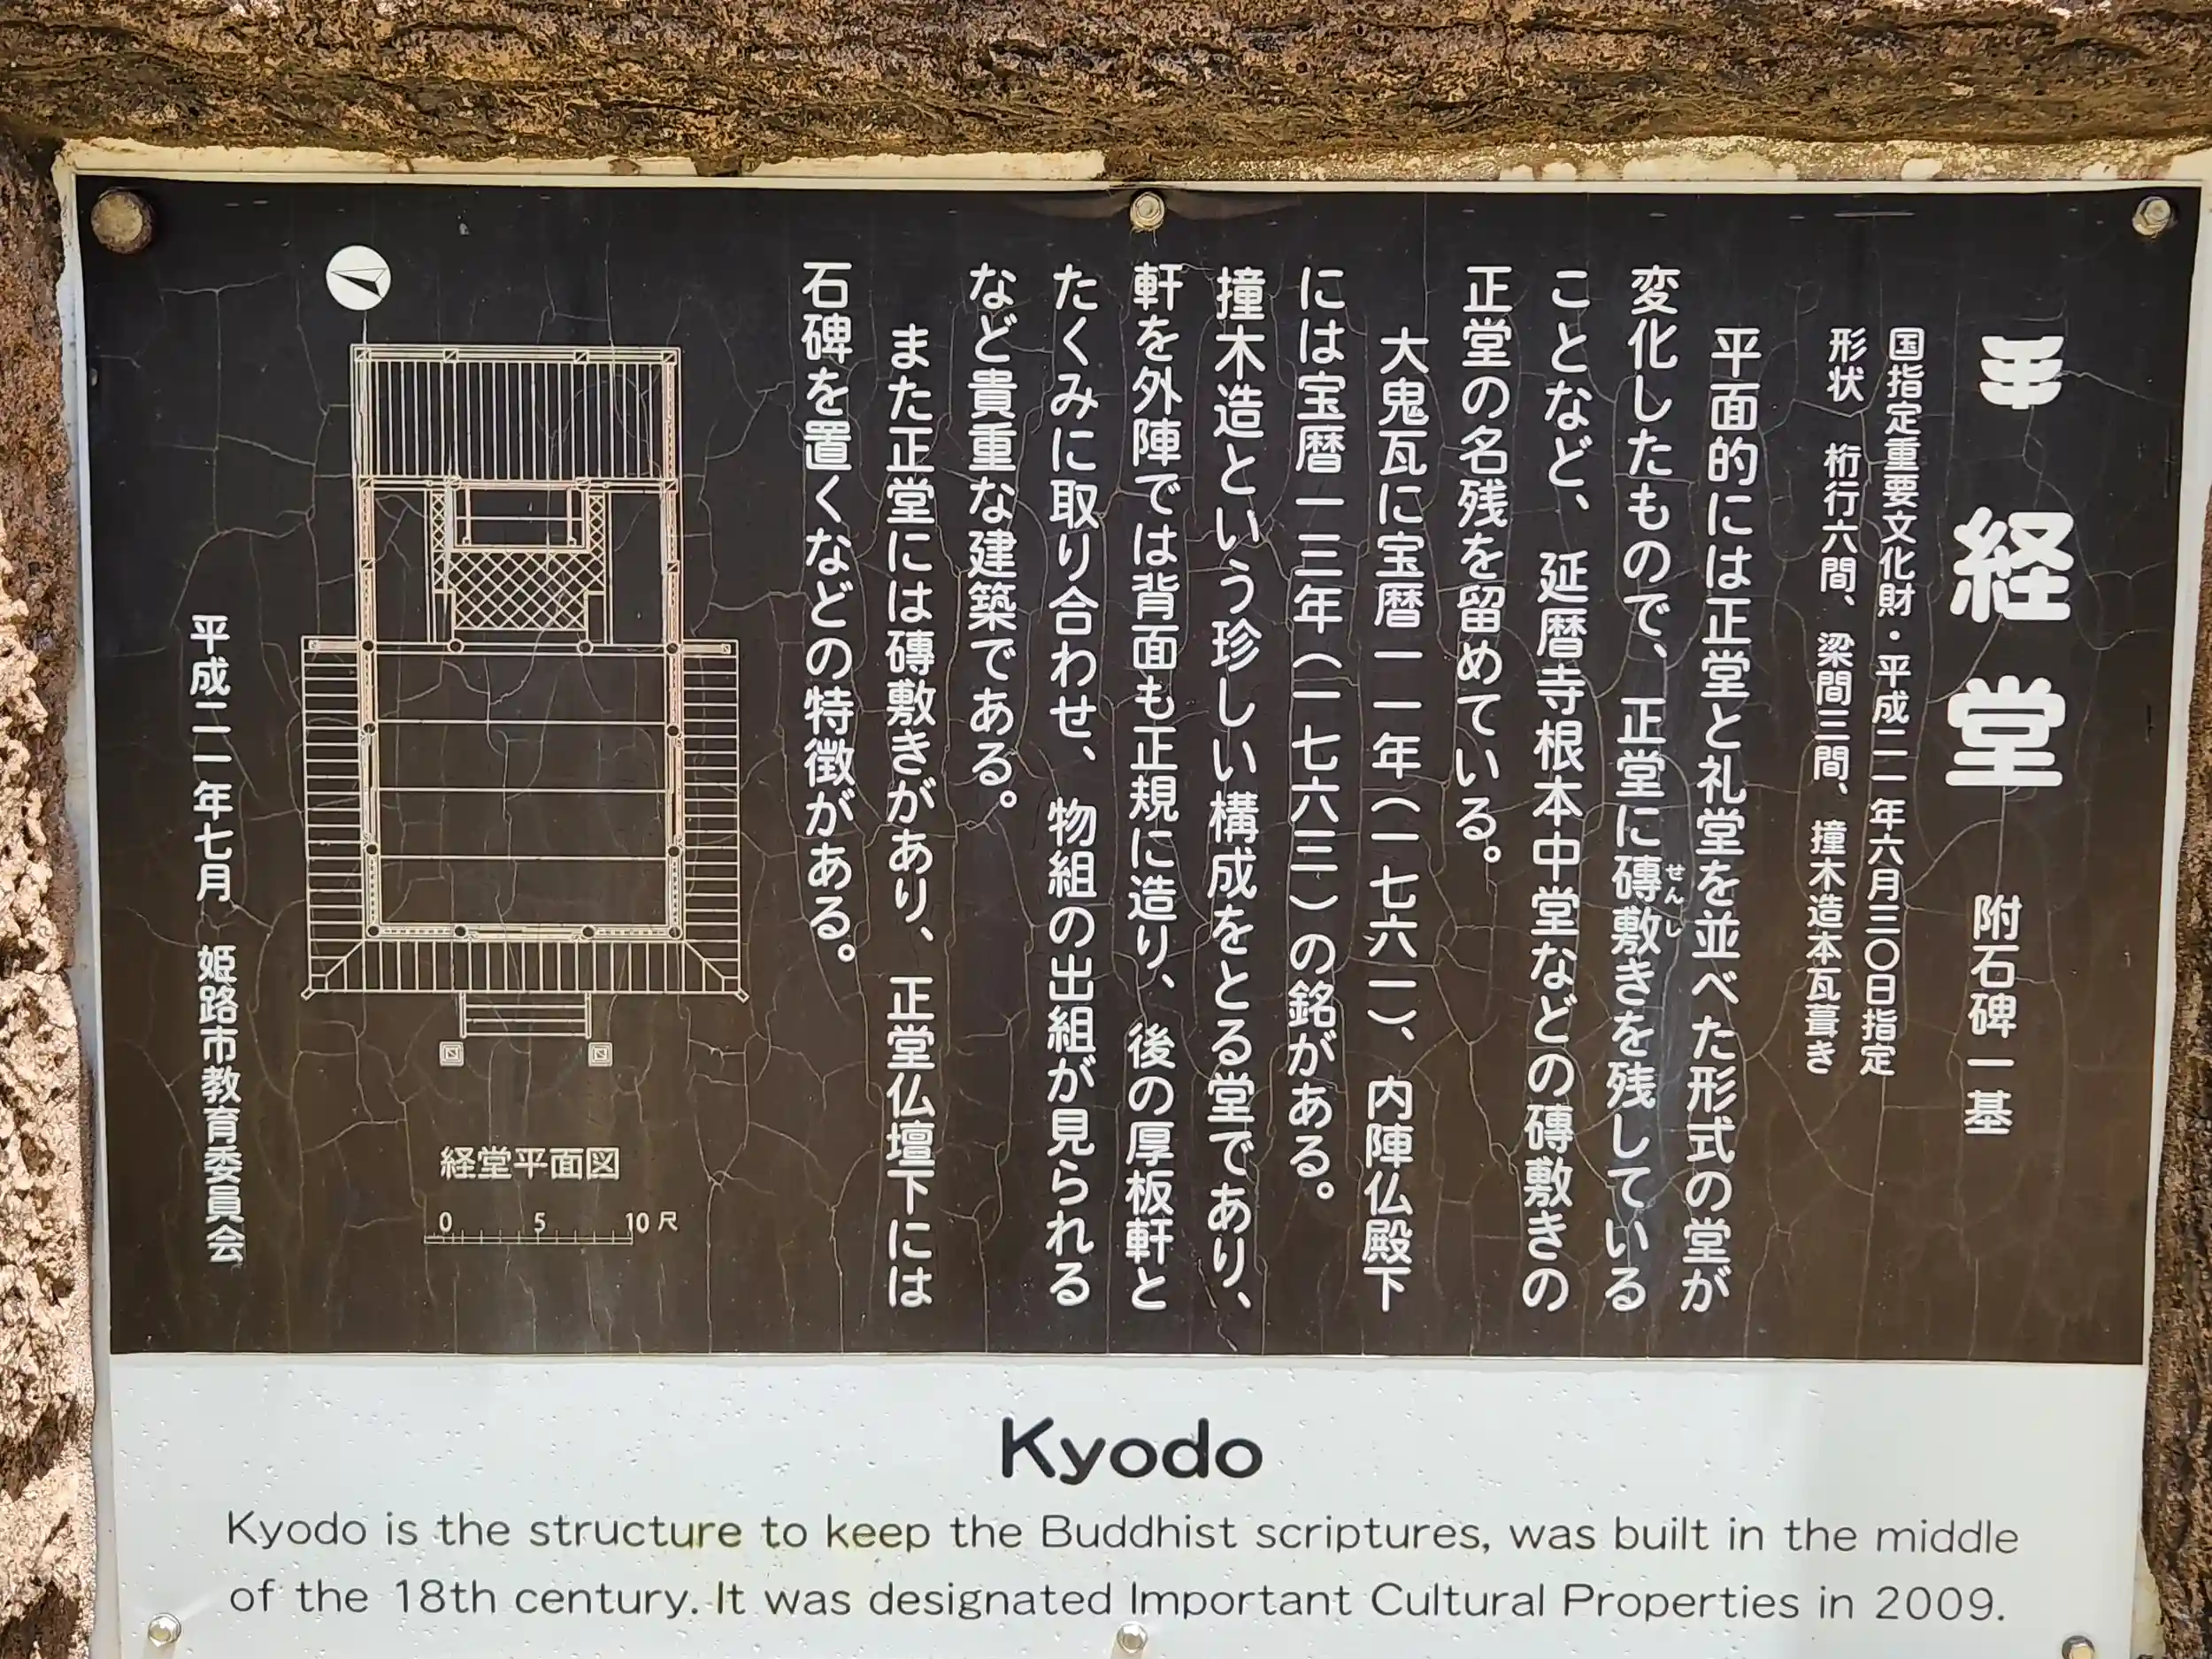 経堂 附石碑一基
国指定重要文化財・平成二一年六月三〇日指定
形状 桁行六間、梁間三間、撞木造本瓦葺き
平面的には正堂と礼堂を並べた形式の堂が
変化したもので、正堂に磚敷きを残している
せんし
ことなど、延暦寺根本中堂などの磚敷きの
正堂の名残を留めている。
大鬼瓦に宝暦一一年(一七六一)、内陣仏殿下
には宝暦一三年(一七六三)の銘がある。
撞木造という珍しい構成をとる堂であり、
軒を外陣では背面も正規に造り、後の厚板軒と
たくみに取り合わせ、物組の出組が見られる
など貴重な建築である。
また正堂には磚敷きがあり、正堂仏壇下には
石碑を置くなどの特徴がある。
経堂平面図
0 5 10尺
平成二一年七月 姫路市教育委員会
Kyodo
Kyodo is the structure to keep the Buddhist scriptures, was built in the middle
of the 18th century. It was designated Important Cultural Properties in 2009.